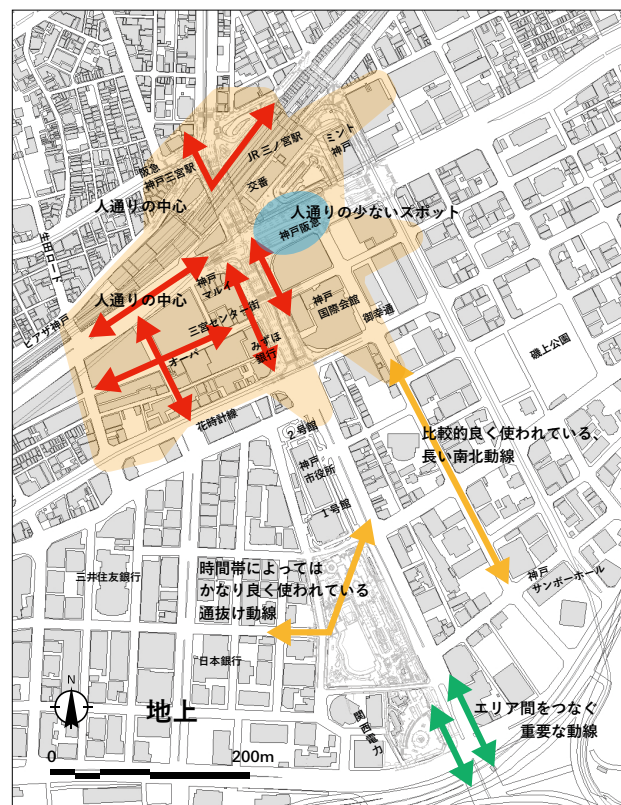 JR三ノ宮駅
ミント
神戸
阪急
神戸三宮駅
交番
人通りの中心
人通りの少ないスポット
神戸阪急
生田ロード
神戸
マルイ
人通りの中心
三宮センター街
神戸
国際会館
御幸通
ピアザ神戸
オーパ
みずほ
銀行
磯上公園
花時計線
2号館
神戸
市役所
1号館
比較的良く使われている、
長い南北動線
時間帯によっては
かなり良く使われている
通抜け動線
三井住友銀行
神戸
サンボーホール
日本銀行
N
地上
関西電力
エリア間をつなぐ
重要な動線
0 200m